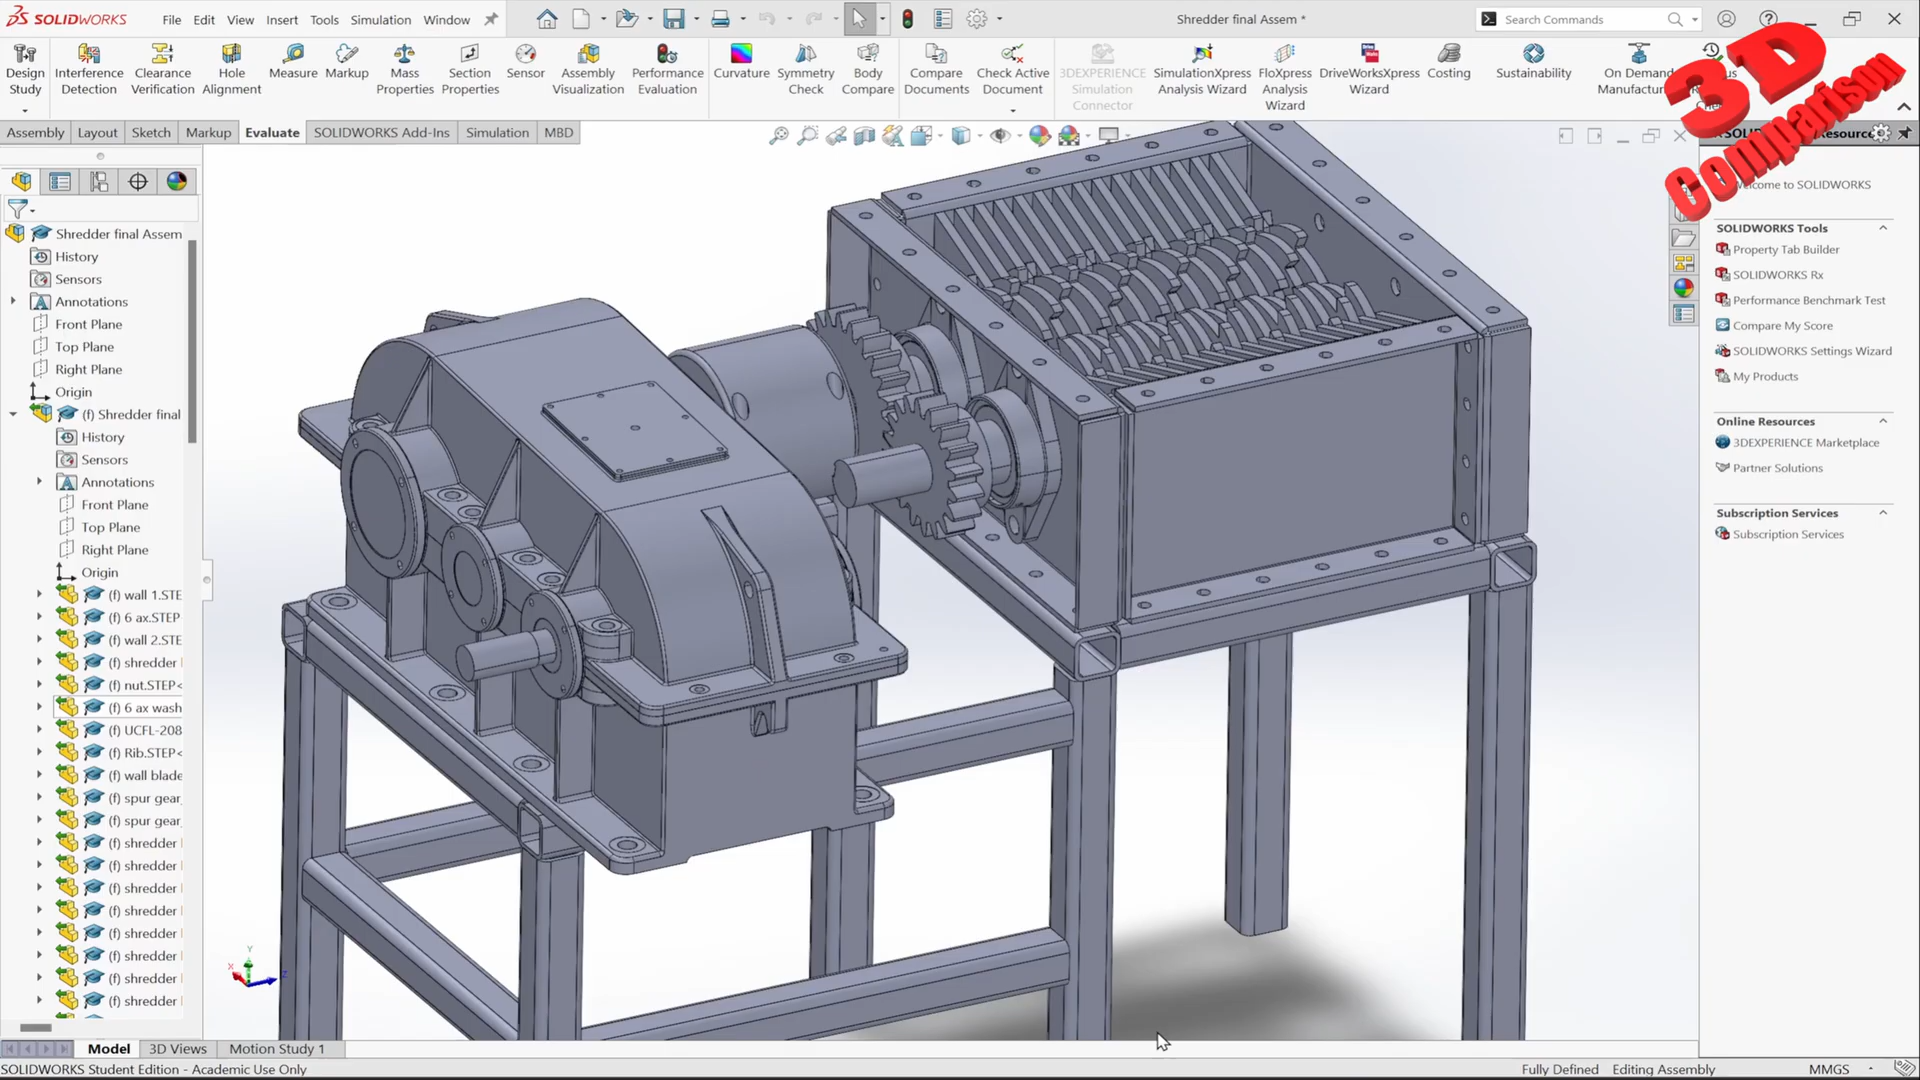 SOLIDWORKS
File Edit View Insert Tools Simulation Window
Shredder final Assem *
Search Commands
Design Study
Interference Detection
Clearance Verification
Hole Alignment
Measure
Markup
Mass Properties
Section Properties
Sensor
Assembly Visualization
Performance Evaluation
Curvature
Symmetry Check
Body Compare
Compare Documents
Check Active Document
3DEXPERIENCE Simulation Connector
SimulationXpress Analysis Wizard
FloXpress Analysis Wizard
DriveWorksXpress Wizard
Costing
Sustainability
On Demand
3D
Comparison
Assembly Layout Sketch Markup Evaluate SOLIDWORKS Add-Ins Simulation MBD
Shredder final Assem
History
Sensors
Annotations
Front Plane
Top Plane
Right Plane
Origin
(f) Shredder final
History
Sensors
Annotations
Front Plane
Top Plane
Right Plane
Origin
(f) wall 1.STE
(f) 6 ax.STEP
(f) wall 2.STE
(f) shredder
(f) nut.STEP<
(f) 6 ax wash
(f) UCFL-208
(f) Rib.STEP<
(f) wall blade
(f) spur gear_
(f) spur gear_
(f) shredder
(f) shredder
(f) shredder
(f) shredder
(f) shredder
(f) shredder
(f) shredder
(f) shredder
Y
X
Z
SOLIDWORKS Resourc
elcome to SOLIDWORKS
SOLIDWORKS Tools
Property Tab Builder
SOLIDWORKS Rx
Performance Benchmark Test
Compare My Score
SOLIDWORKS Settings Wizard
My Products
Online Resources
3DEXPERIENCE Marketplace
Partner Solutions
Subscription Services
Subscription Services
Model 3D Views Motion Study 1
SOLIDWORKS Student Edition - Academic Use Only
Fully Defined Editing Assembly MMGS